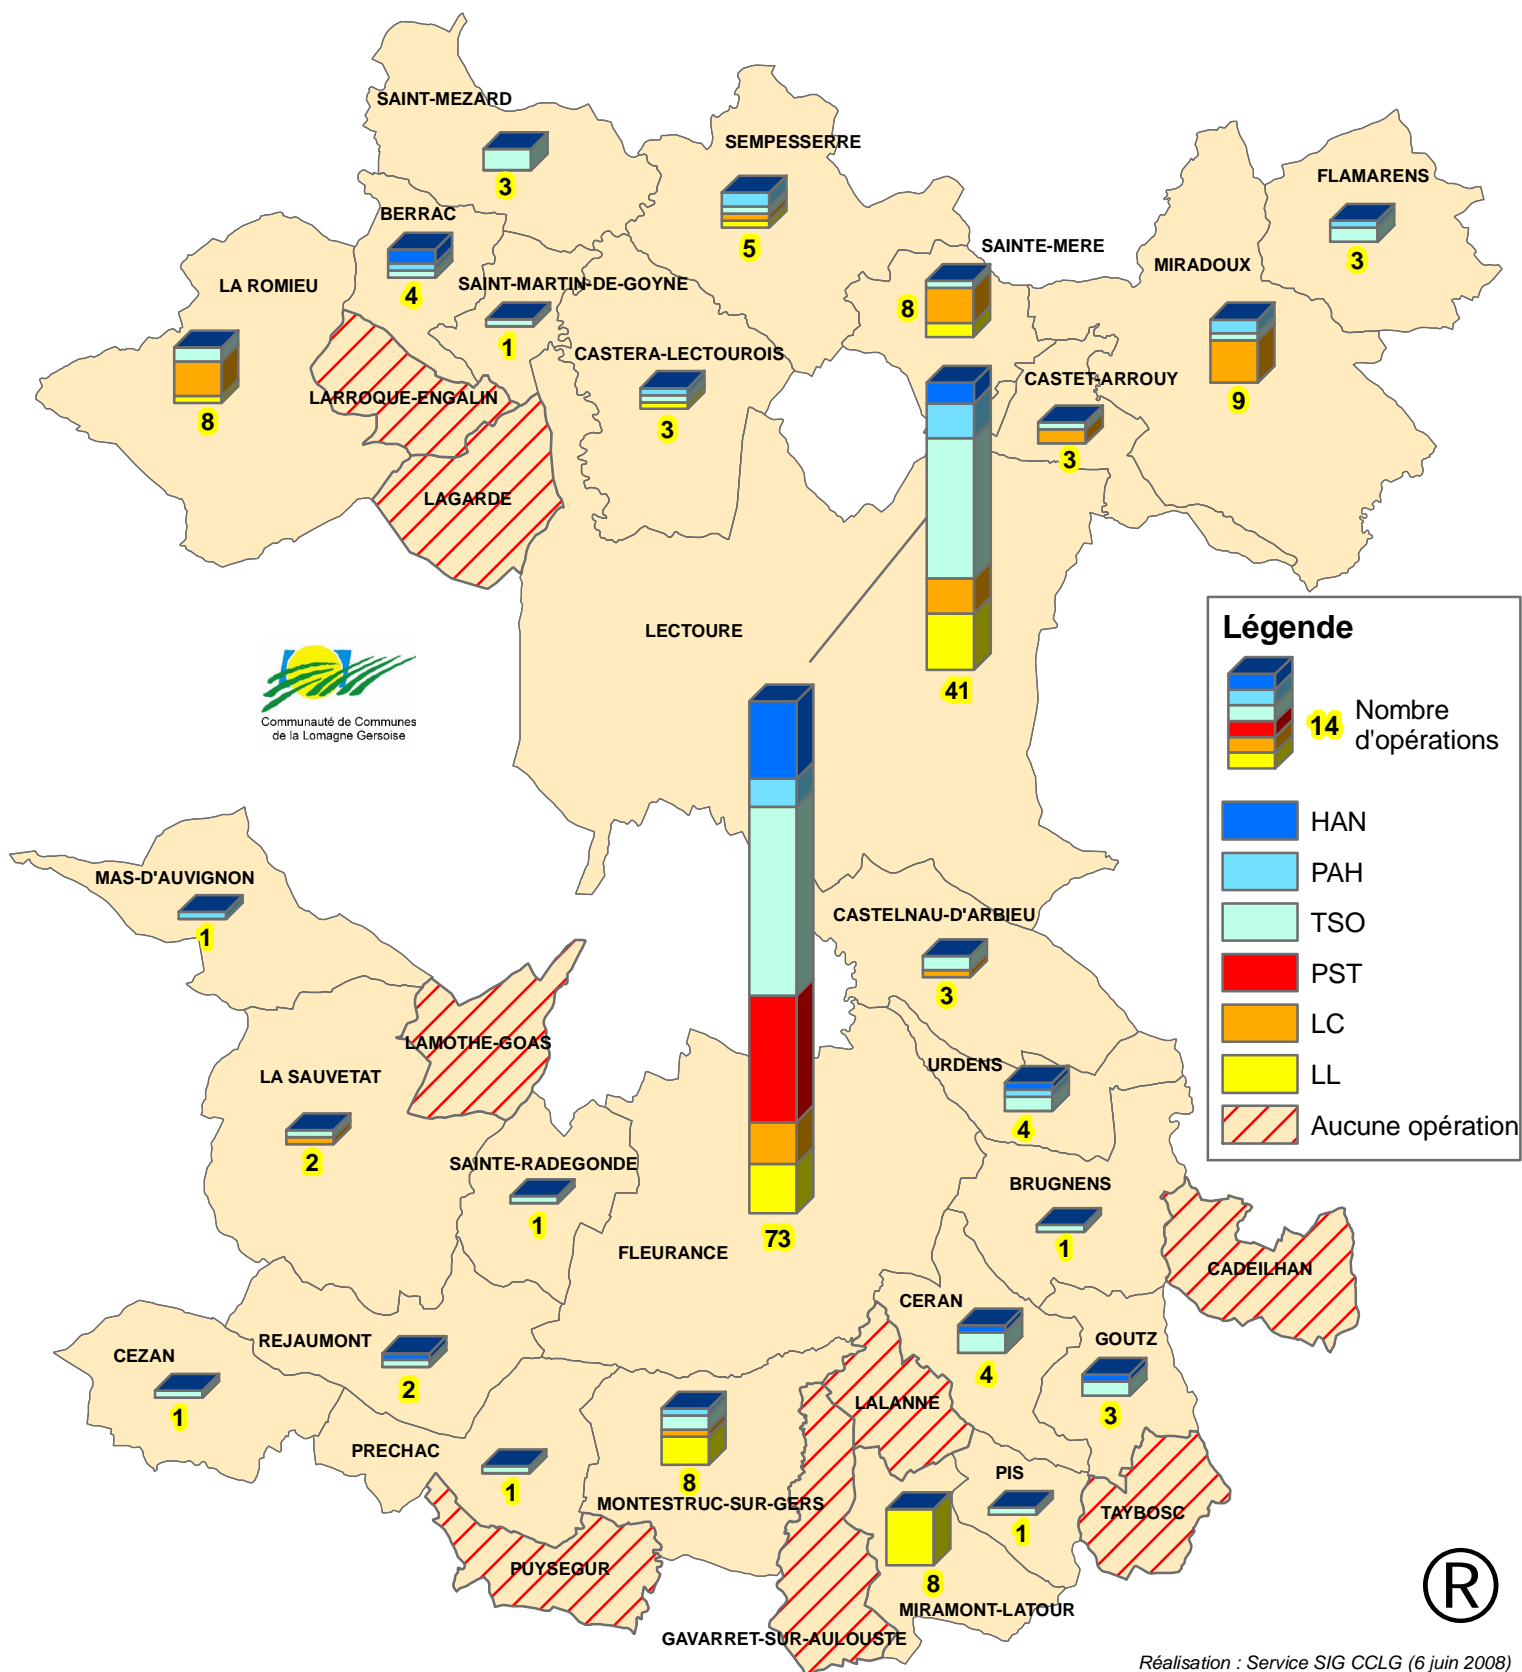 SAINT-MEZARD
3
SEMPESSERRE
5
FLAMARENS
3
BERRAC
4
SAINTE-MERE
8
MIRADOUX
9
LA ROMIEU
8
SAINT-MARTIN-DE-GOYNE
1
CASTERA-LECTOUROIS
3
CASTET-ARROUY
3
LARROQUE-ENGALIN
LAGARDE
LECTOURE
41
Communauté de Communes
de la Lomagne Gersoise
Légende
14
Nombre
d'opérations
HAN
PAH
TSO
PST
LC
LL
Aucune opération
MAS-D'AUVIGNON
1
CASTELNAU-D'ARBIEU
3
LAMOTHE-GOAS
LA SAUVETAT
2
URDENS
4
SAINTE-RADEGONDE
1
BRUGNENS
1
FLEURANCE
73
CADEILHAN
CERAN
4
REJAUMONT
2
GOUTZ
3
CEZAN
1
LALANNE
PRECHAC
1
8
MONTESTRUC-SUR-GERS
PIS
1
TAYBOSC
PUYSEGUR
8
MIRAMONT-LATOUR
GAVARRET-SUR-AULOUSTE
®
Réalisation : Service SIG CCLG (6 juin 2008)